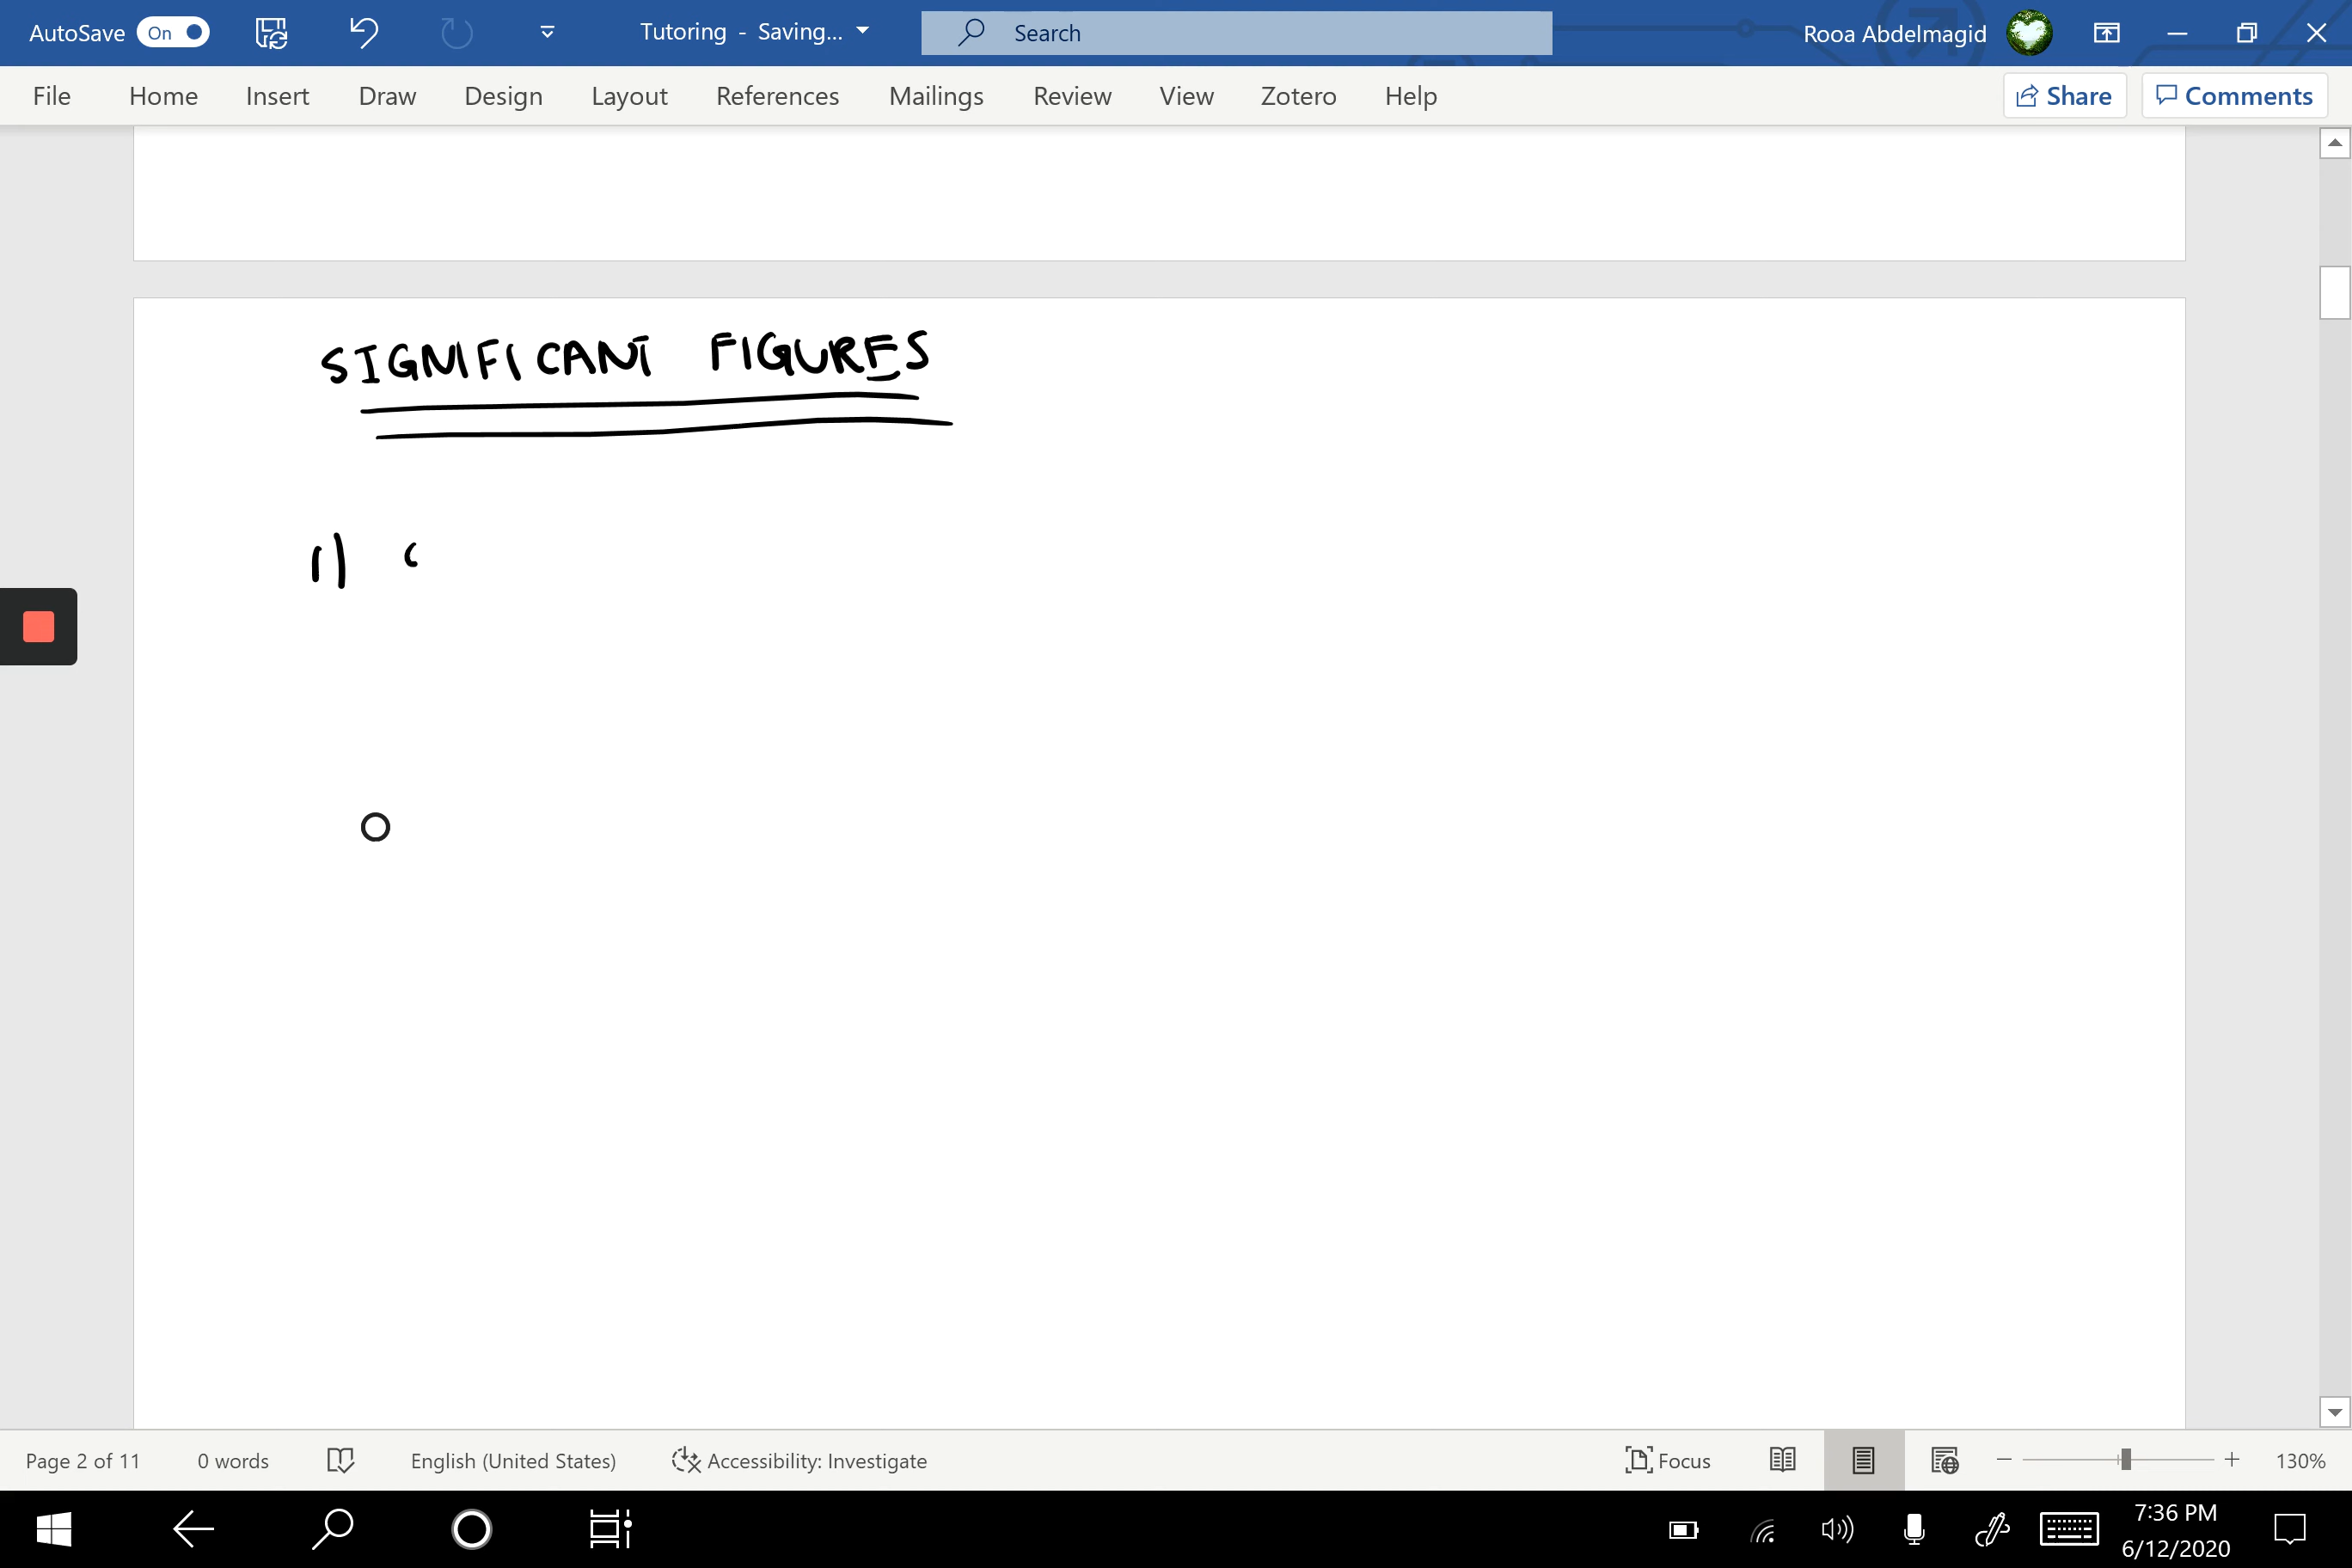 AutoSave On Tutoring - Saving... Search Rooa Abdelmagid
File Home Insert Draw Design Layout References Mailings Review View Zotero Help Share Comments
SIGNIFICANT FIGURES
1)
Page 2 of 11 0 words English (United States) Accessibility: Investigate Focus 130%
7:36 PM
6/12/2020